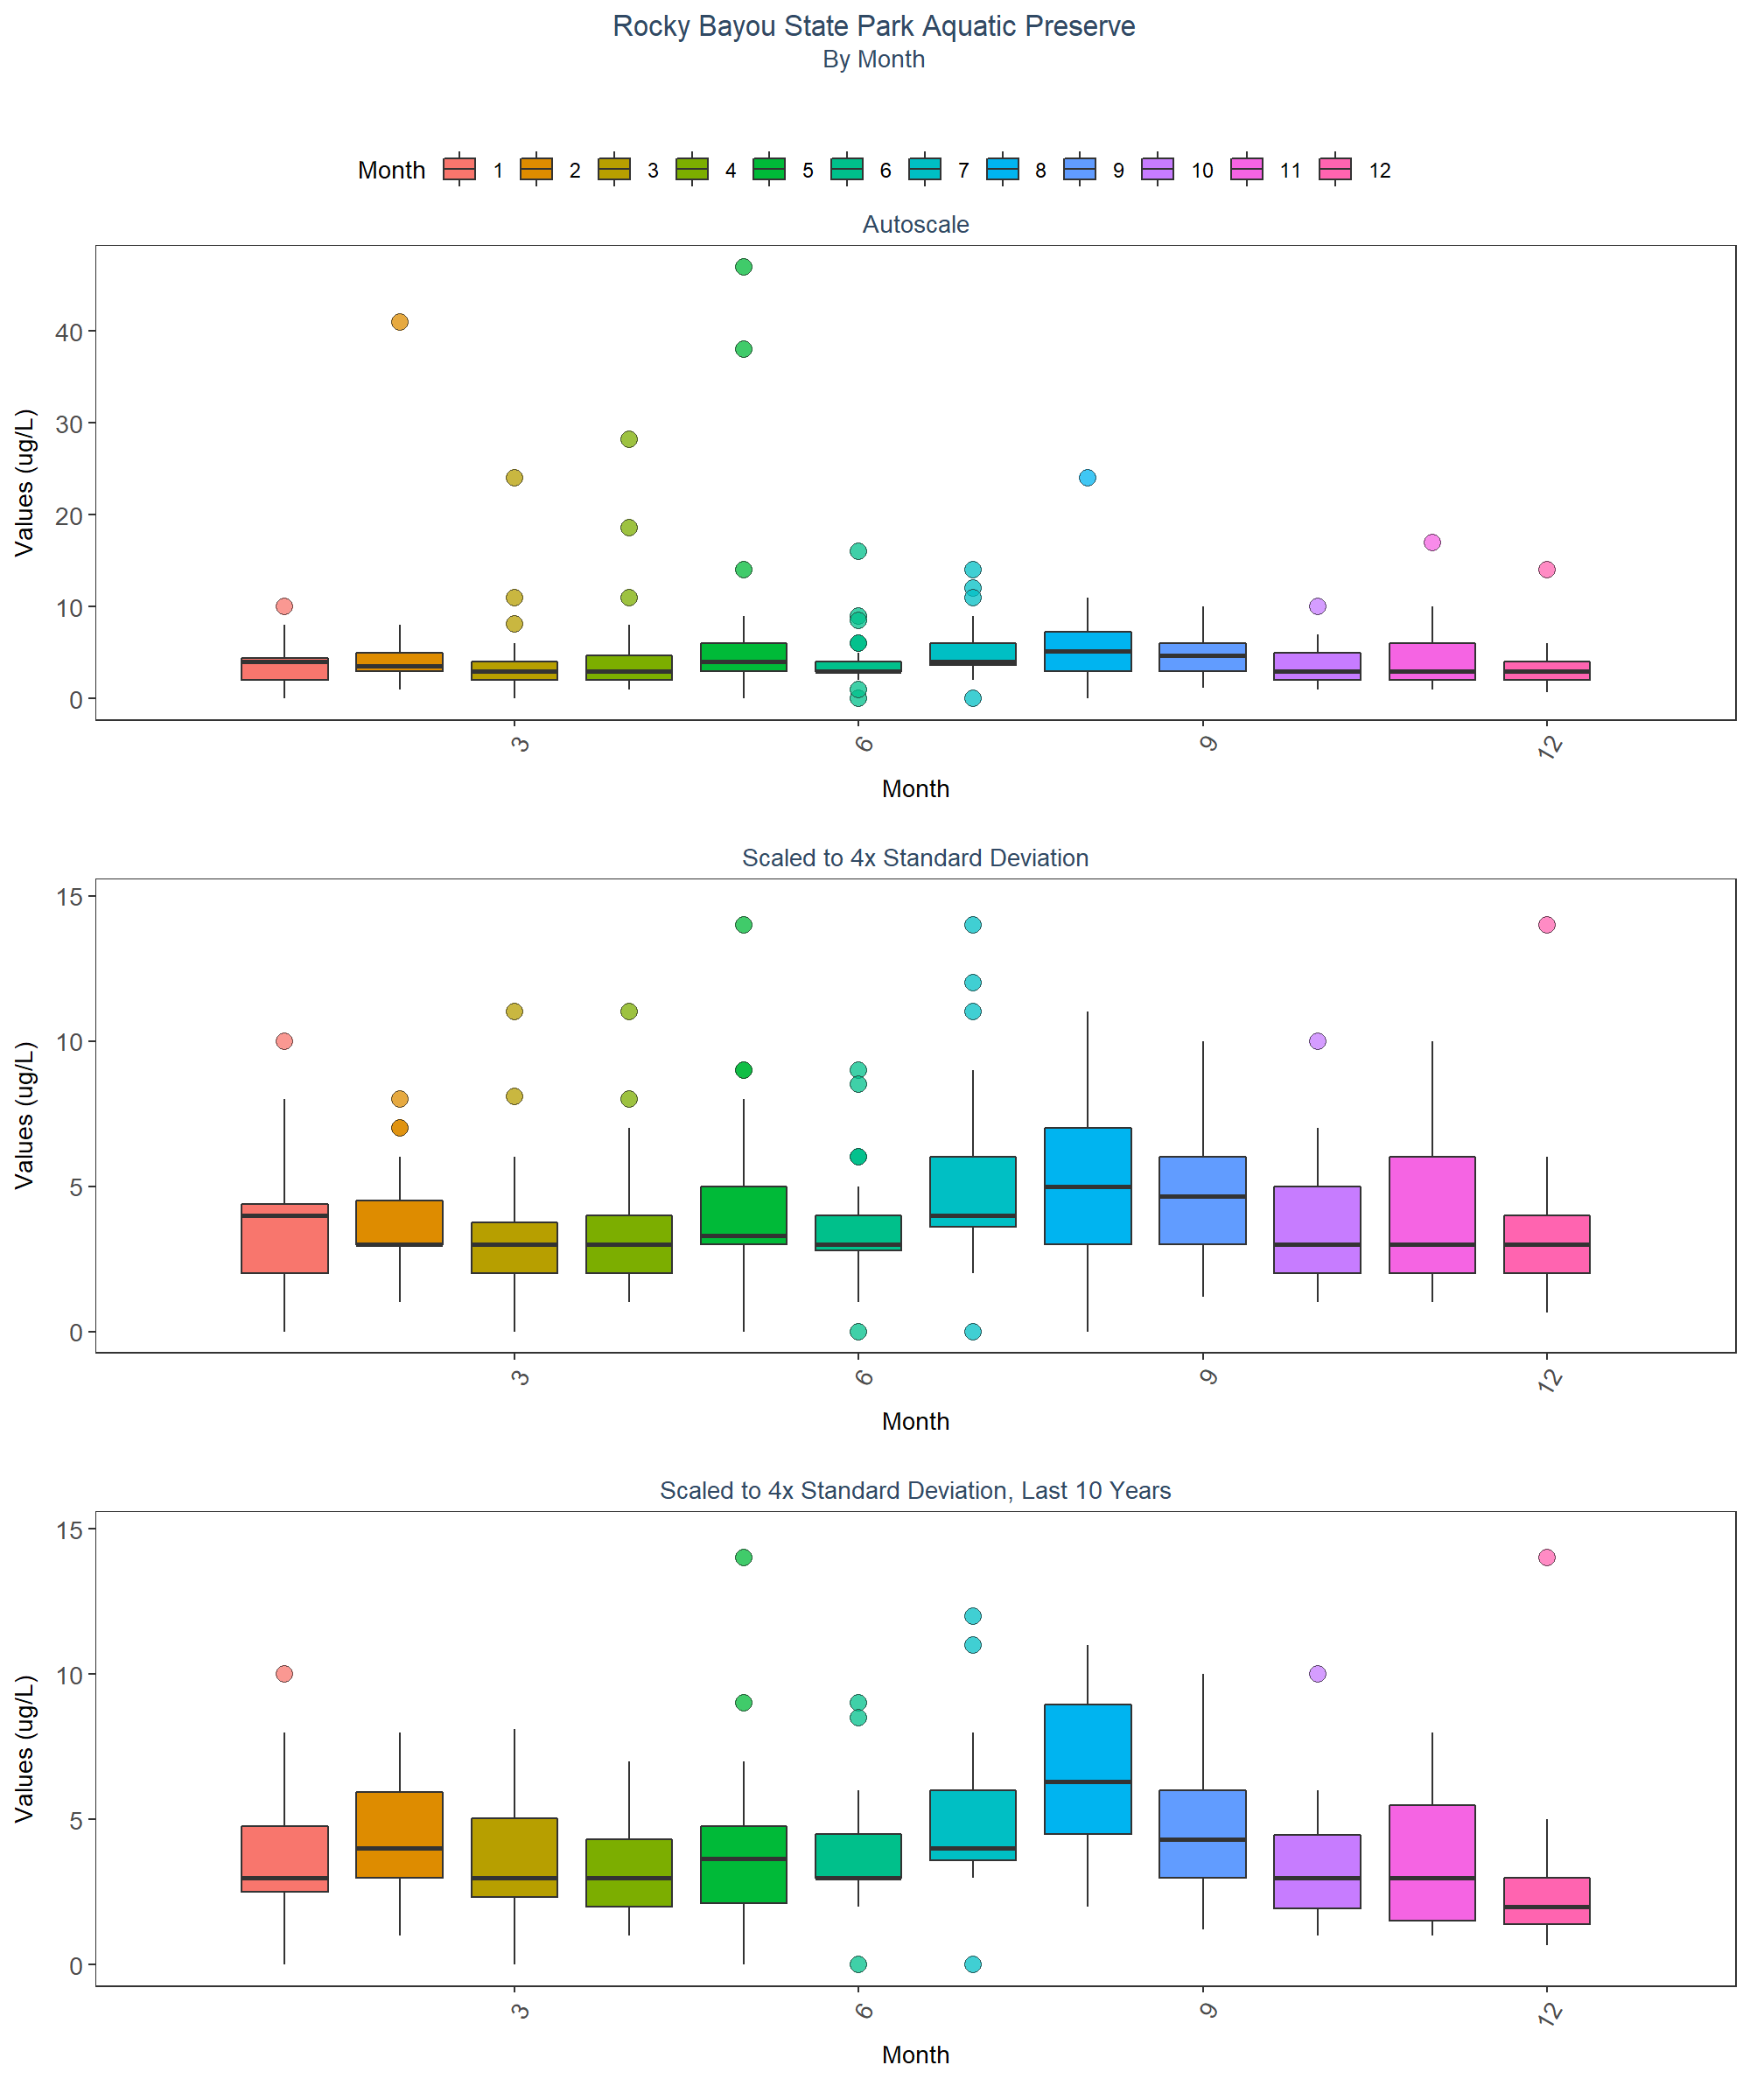 Rocky Bayou State Park Aquatic Preserve
By Month
Month 1 2 3 4 5 6 7 8 9 10 11 12
Autoscale
Values (ug/L)
40
30
20
10
0
3 6 9 12
Month
Scaled to 4x Standard Deviation
Values (ug/L)
15
10
5
0
3 6 9 12
Month
Scaled to 4x Standard Deviation, Last 10 Years
Values (ug/L)
15
10
5
0
3 6 9 12
Month